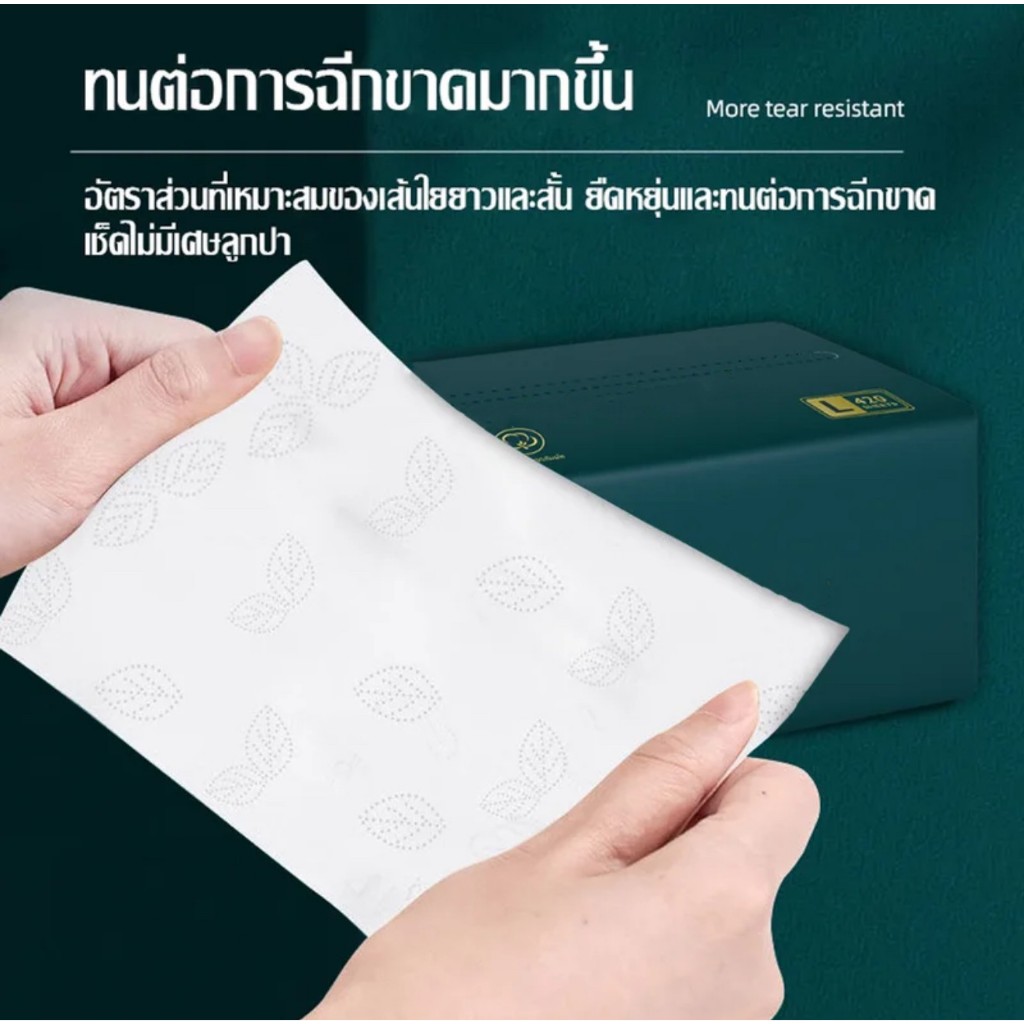 ทนต่อการฉีกขาดมากขึ้น
More tear resistant
อัตราส่วนที่เหมาะสมของเส้นใยยาวและสั้น ยืดหยุ่นและทนต่อการฉีกขาด
เช็ดไม่มีเศษลูกปา
L 420
SHEETS